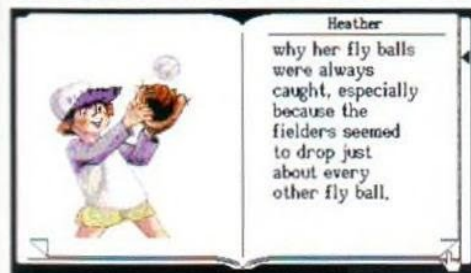 Heather
why her fly balls
were always
caught, especially
because the
fielders seemed
to drop just
about every
other fly ball.